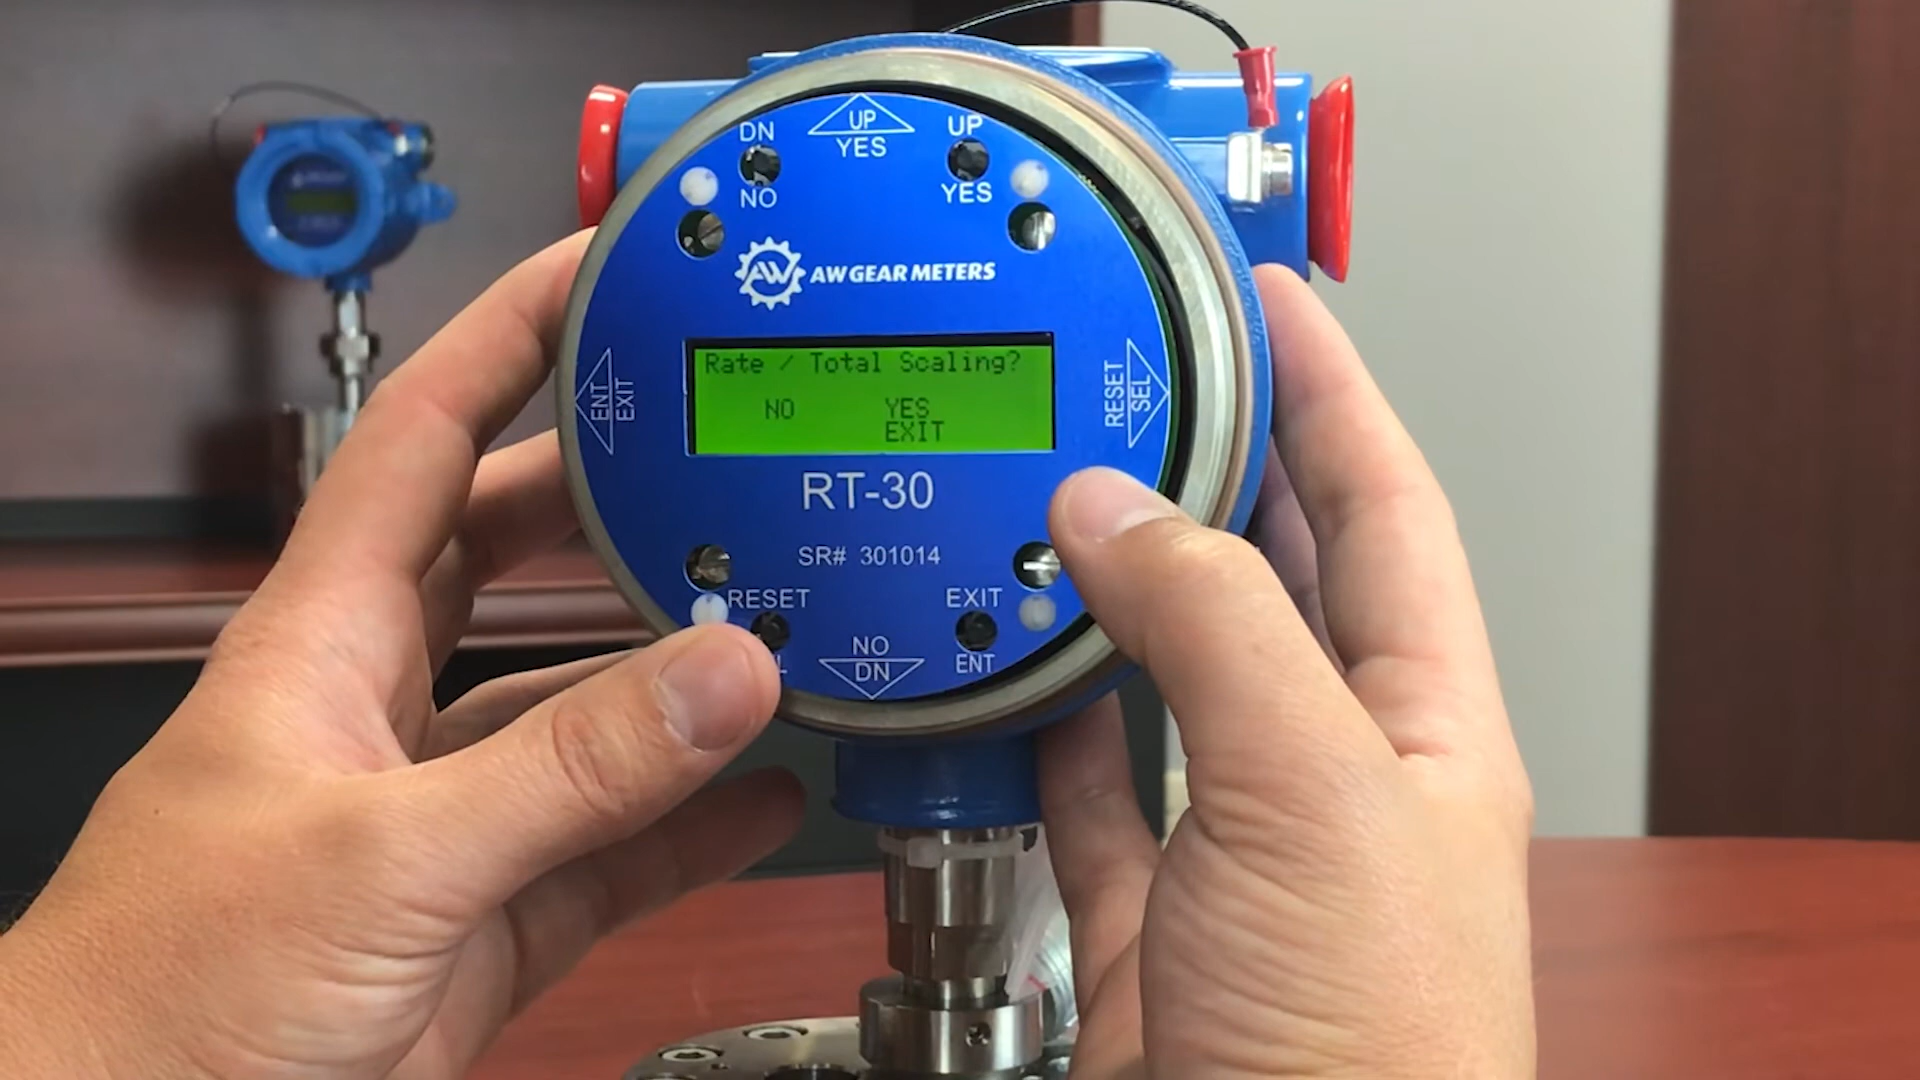 DN
UP
UP
YES
NO
YES
AW
AW GEAR METERS
ENT
EXIT
RESET
SEL
Rate / Total Scaling?
NO YES
EXIT
RT-30
SR# 301014
RESET
EXIT
NO
DN
ENT